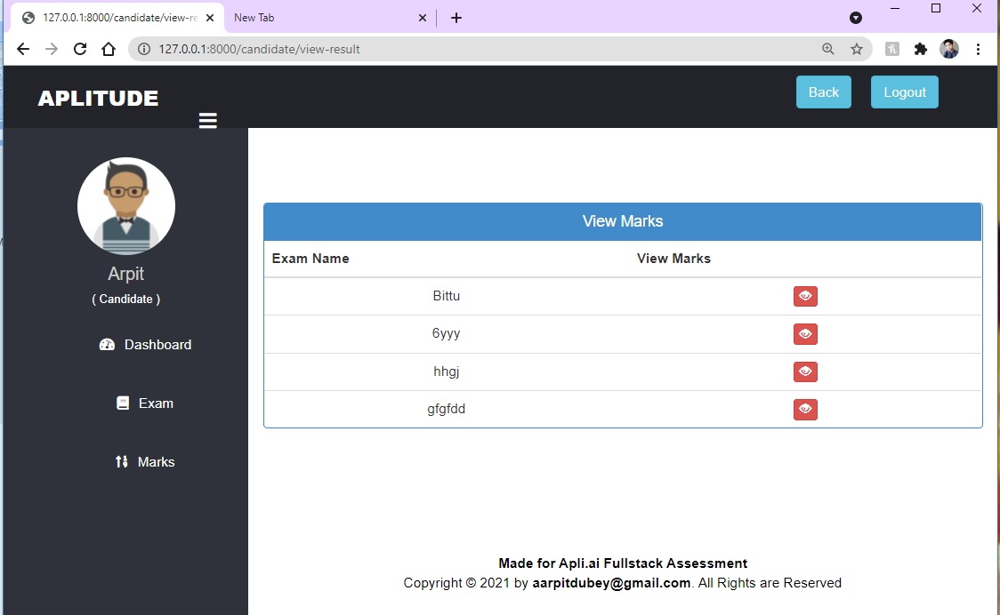 127.0.0.1:8000/candidate/view-re
New Tab
127.0.0.1:8000/candidate/view-result
APLITUDE
Back
Logout
Arpit
( Candidate )
Dashboard
Exam
Marks
View Marks
Exam Name View Marks
Bittu
6yyy
hhgj
gfgfdd
Made for Apli.ai Fullstack Assessment
Copyright © 2021 by aarpitdubey@gmail.com. All Rights are Reserved